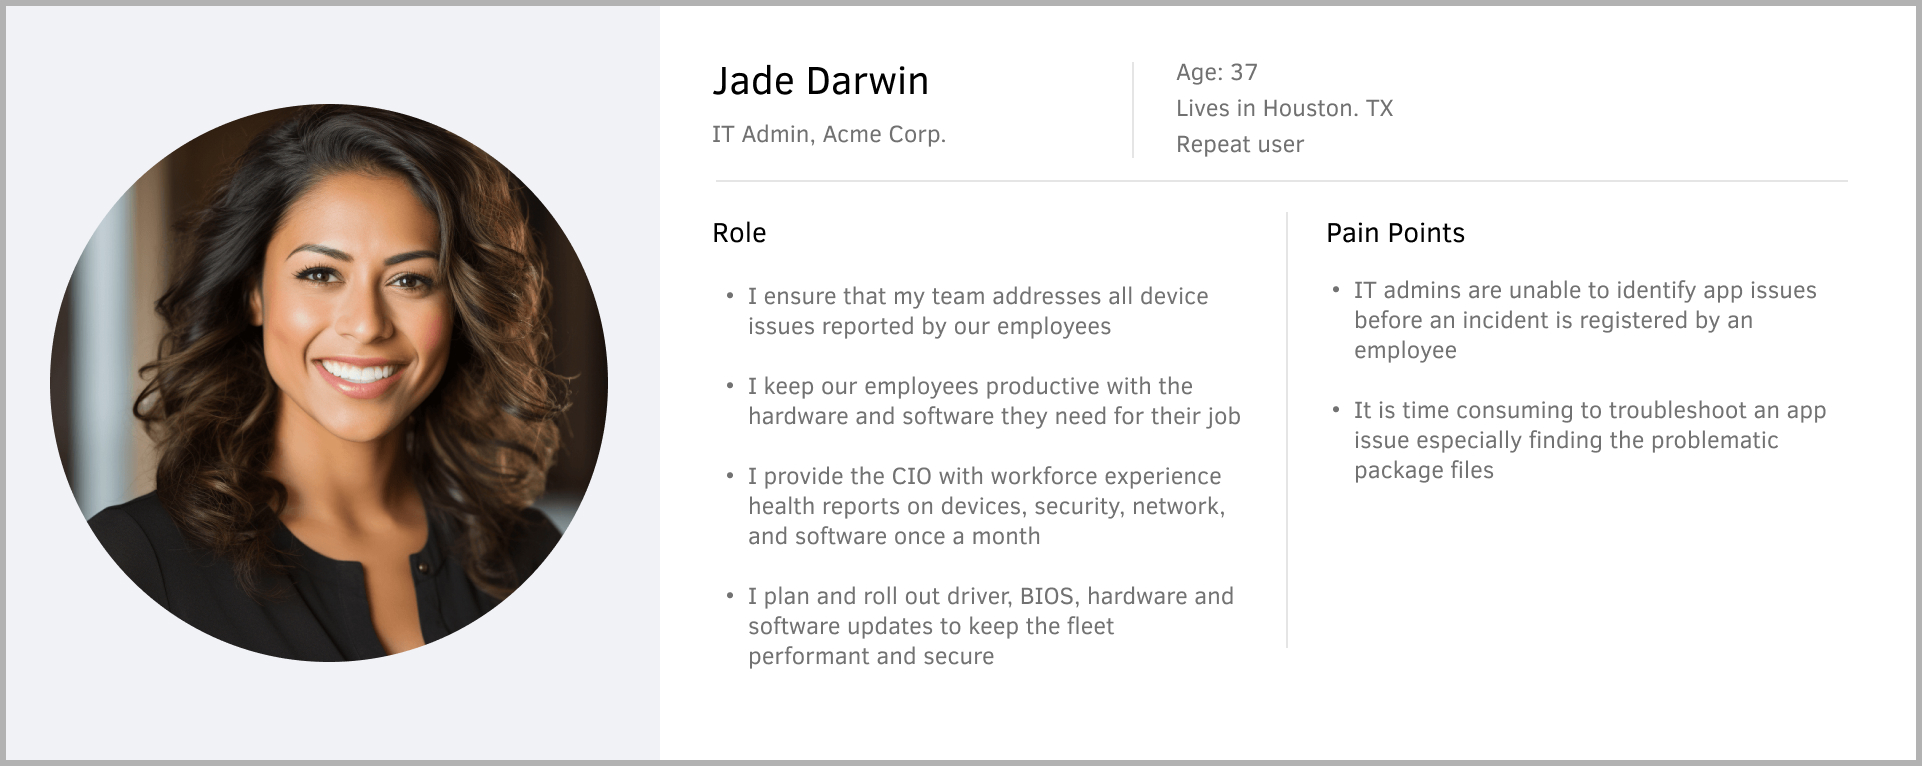 Jade Darwin
IT Admin, Acme Corp.
Age: 37
Lives in Houston. TX
Repeat user
Role
• I ensure that my team addresses all device
issues reported by our employees
• I keep our employees productive with the
hardware and software they need for their job
• I provide the CIO with workforce experience
health reports on devices, security, network,
and software once a month
• I plan and roll out driver, BIOS, hardware and
software updates to keep the fleet
performant and secure
Pain Points
• IT admins are unable to identify app issues
before an incident is registered by an
employee
• It is time consuming to troubleshoot an app
issue especially finding the problematic
package files